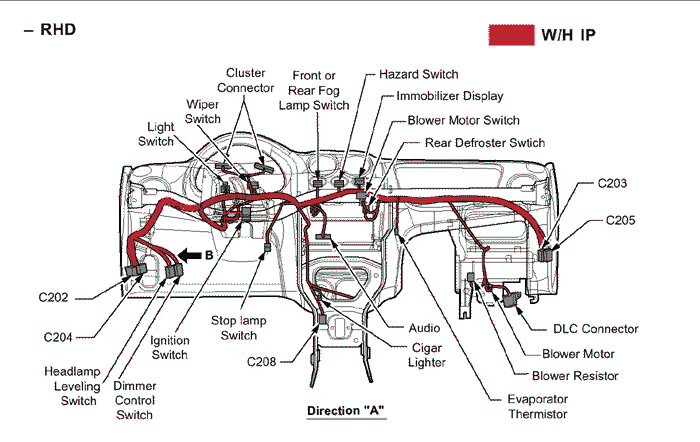 – RHD
W/H IP
Cluster
Connector
Front or
Rear Fog
Lamp Switch
Hazard Switch
Immobilizer Display
Wiper
Switch
Blower Motor Switch
Light
Switch
Rear Defroster Swtich
C203
C205
B
C202
C204
Ignition
Switch
Stop lamp
Switch
C208
Audio
Cigar
Lighter
DLC Connector
Blower Motor
Blower Resistor
Headlamp
Leveling
Switch
Dimmer
Control
Switch
Evaporator
Thermistor
Direction "A"